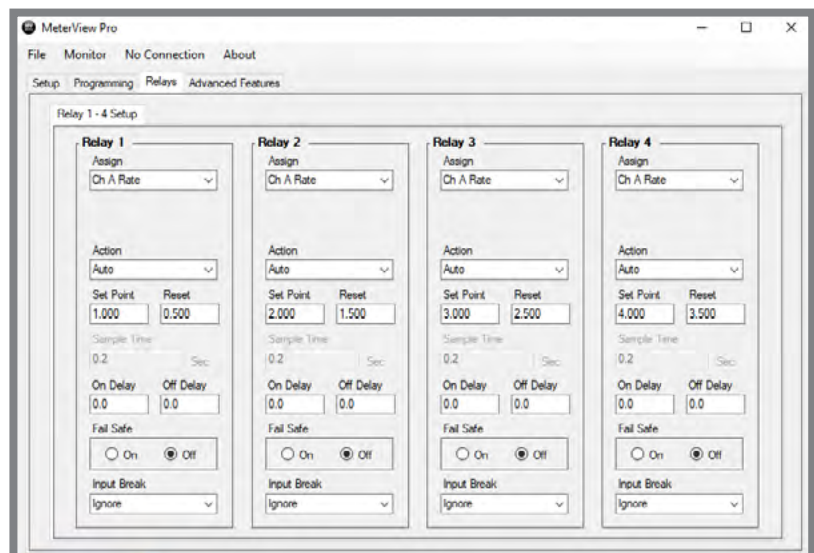 MeterView Pro
File Monitor No Connection About
Setup Programming Relays Advanced Features
Relay 1 - 4 Setup
Relay 1 Relay 2 Relay 3 Relay 4
Assign Assign Assign Assign
Ch A Rate Ch A Rate Ch A Rate Ch A Rate
Action Action Action Action
Auto Auto Auto Auto
Set Point Reset Set Point Reset Set Point Reset Set Point Reset
1.000 0.500 2.000 1.500 3.000 2.500 4.000 3.500
Sample Time Sample Time Sample Time Sample Time
0.2 Sec 0.2 Sec 0.2 Sec 0.2 Sec
On Delay Off Delay On Delay Off Delay On Delay Off Delay On Delay Off Delay
0.0 0.0 0.0 0.0 0.0 0.0 0.0 0.0
Fail Safe Fail Safe Fail Safe Fail Safe
On Off On Off On Off On Off
Input Break Input Break Input Break Input Break
Ignore Ignore Ignore Ignore